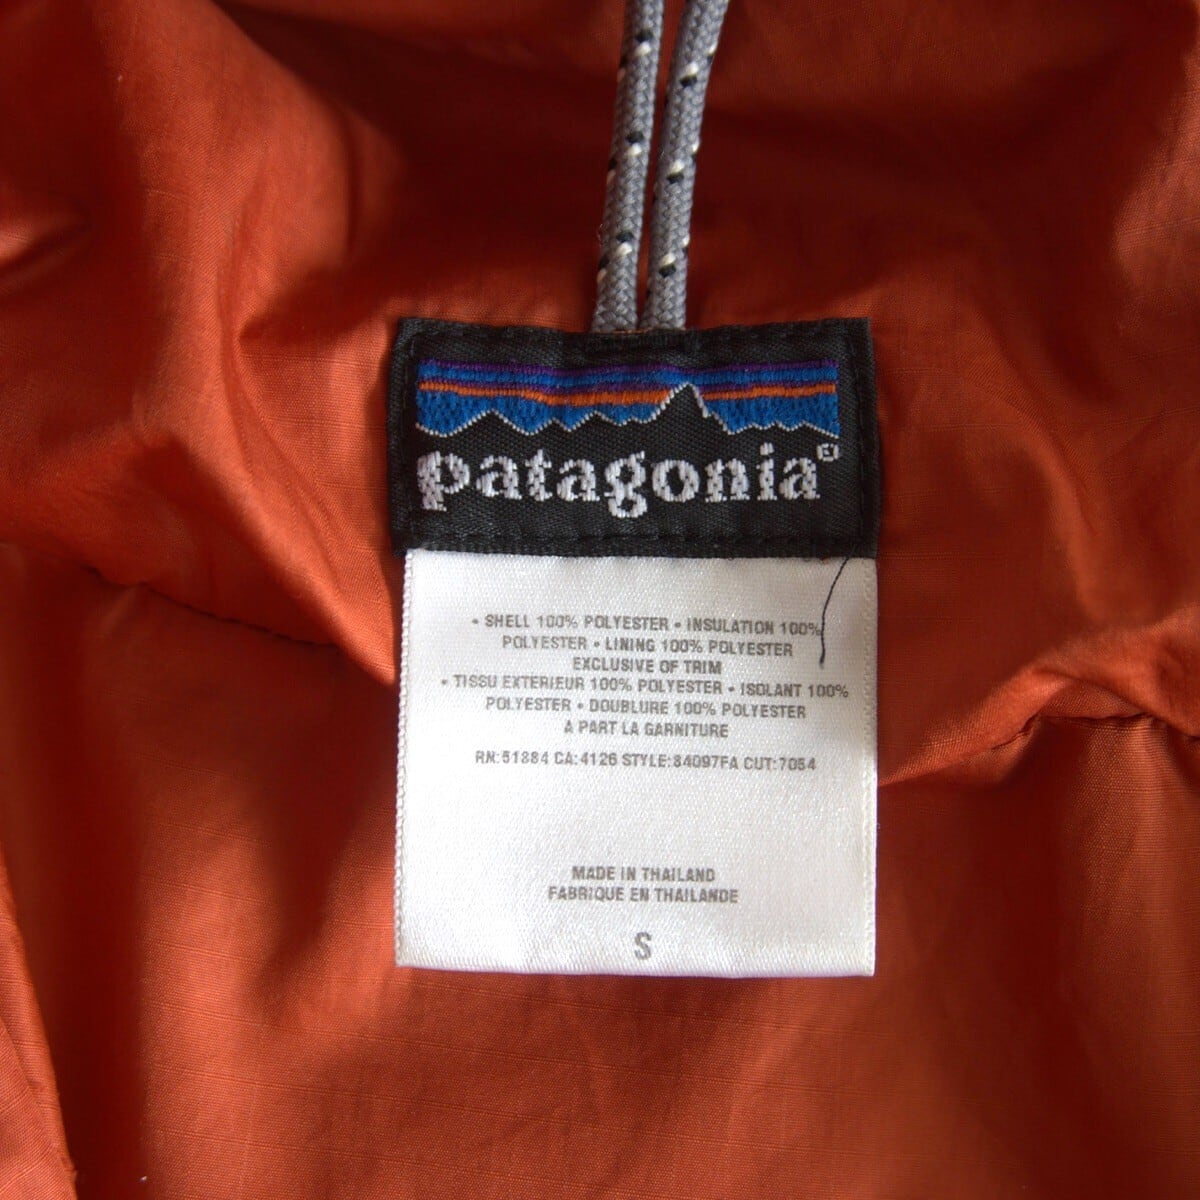 patagonia®
• SHELL 100% POLYESTER • INSULATION 100%
POLYESTER • LINING 100% POLYESTER
EXCLUSIVE OF TRIM
• TISSU EXTERIEUR 100% POLYESTER • ISOLANT 100%
POLYESTER • DOUBLURE 100% POLYESTER
À PART LA GARNITURE
RN:51884 CA:4126 STYLE:84097FA CUT:7054
MADE IN THAILAND
FABRIQUE EN THAILANDE
S